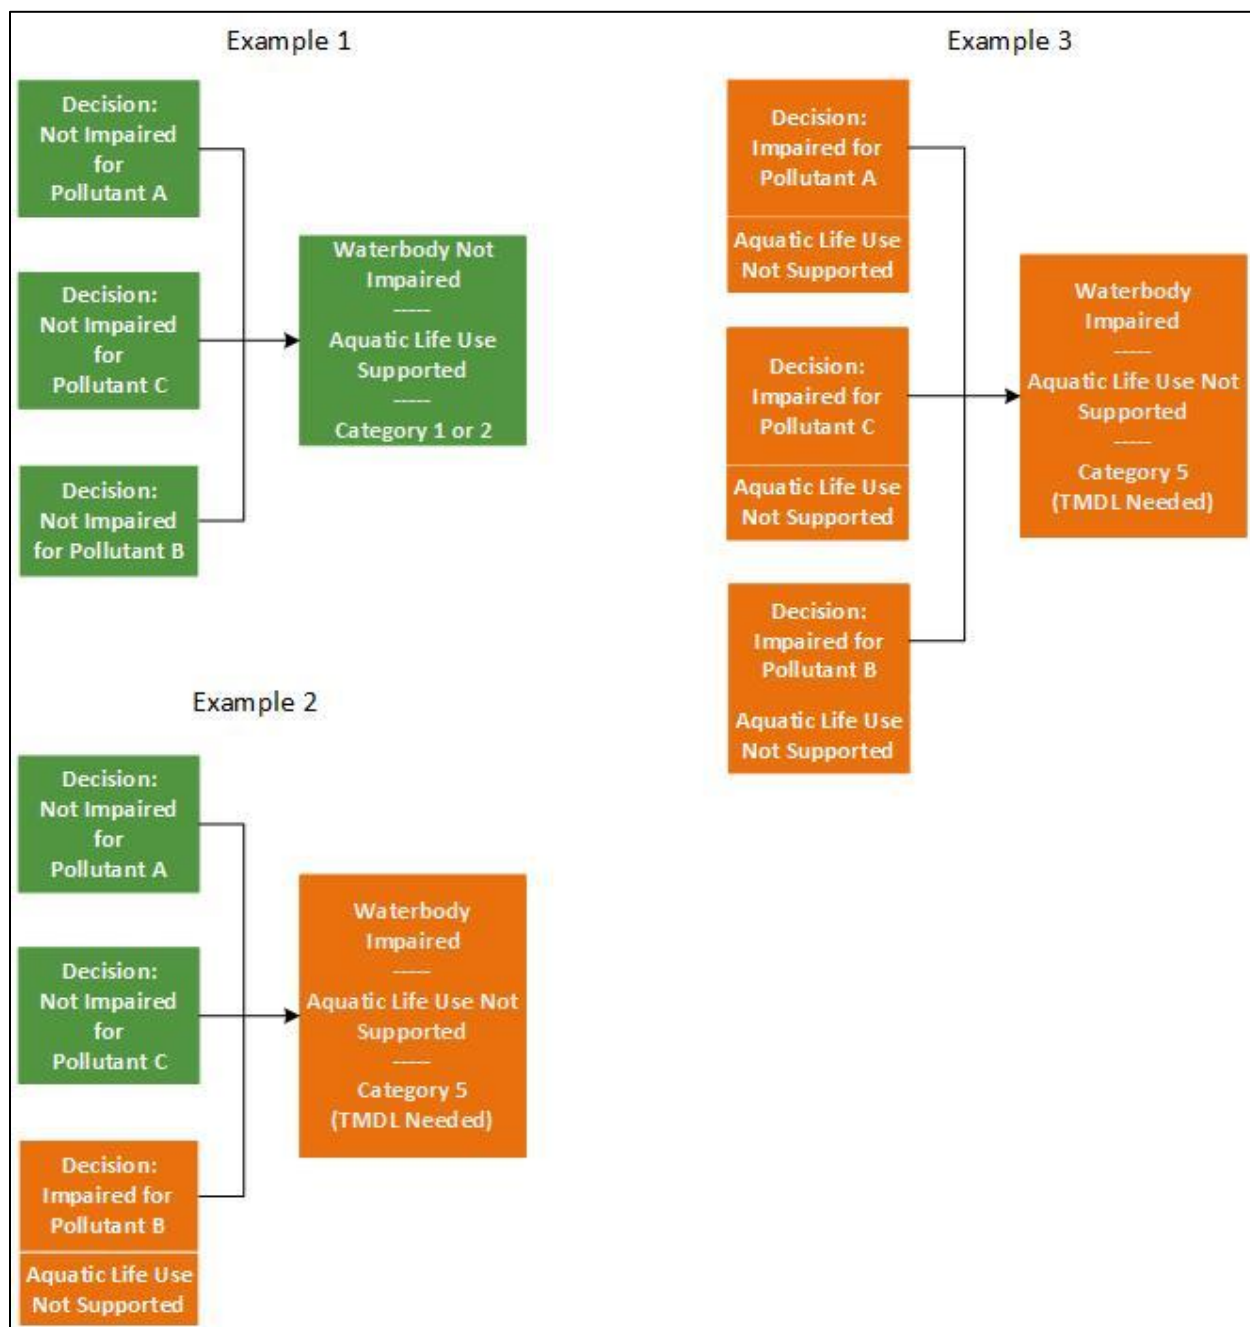 Example 1
Decision:
Not Impaired
for
Pollutant A
Decision:
Not Impaired
for
Pollutant C
Decision:
Not Impaired
for Pollutant B
Waterbody Not
Impaired
-----
Aquatic Life Use
Supported
-----
Category 1 or 2
Example 2
Decision:
Not Impaired
for
Pollutant A
Decision:
Not Impaired
for
Pollutant C
Decision:
Impaired for
Pollutant B
Aquatic Life Use
Not Supported
Waterbody
Impaired
-----
Aquatic Life Use Not
Supported
-----
Category 5
(TMDL Needed)
Example 3
Decision:
Impaired for
Pollutant A
Aquatic Life Use
Not Supported
Decision:
Impaired for
Pollutant C
Aquatic Life Use
Not Supported
Decision:
Impaired for
Pollutant B
Aquatic Life Use
Not Supported
Waterbody
Impaired
-----
Aquatic Life Use Not
Supported
-----
Category 5
(TMDL Needed)